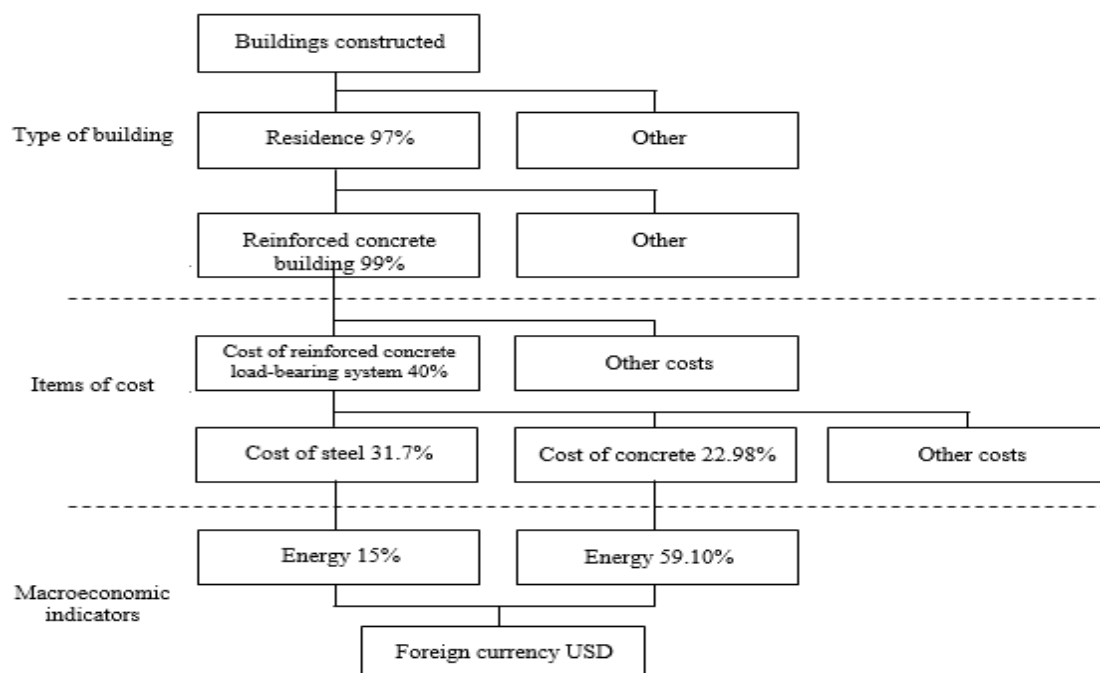 Buildings constructed
Type of building
Residence 97%
Other
Reinforced concrete
building 99%
Other
Items of cost
Cost of reinforced concrete
load-bearing system 40%
Other costs
Cost of steel 31.7%
Cost of concrete 22.98%
Other costs
Macroeconomic
indicators
Energy 15%
Energy 59.10%
Foreign currency USD